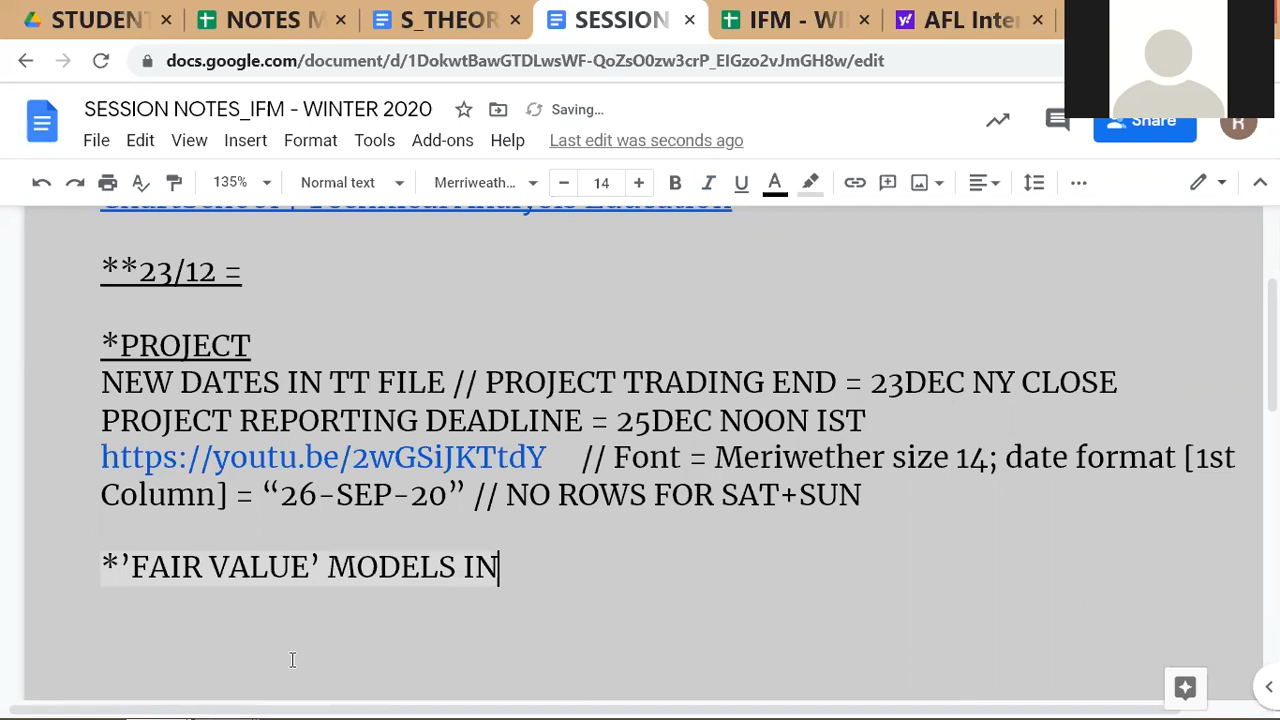 STUDEN
NOTES M
S_THEOR
SESSION
IFM - WI
AFL Inte
docs.google.com/document/d/1DokwtBawGTDLwsWF-QoZsO0zw3crP_EIGzo2vJmGH8w/edit
SESSION NOTES_IFM - WINTER 2020
Saving...
File Edit View Insert Format Tools Add-ons Help Last edit was seconds ago
Share
R
135% Normal text Merriweath... 14 B I U A
**23/12 =
*PROJECT
NEW DATES IN TT FILE // PROJECT TRADING END = 23DEC NY CLOSE
PROJECT REPORTING DEADLINE = 25DEC NOON IST
https://youtu.be/2wGSiJKTtdY // Font = Meriwether size 14; date format [1st
Column] = “26-SEP-20” // NO ROWS FOR SAT+SUN
*’FAIR VALUE’ MODELS IN